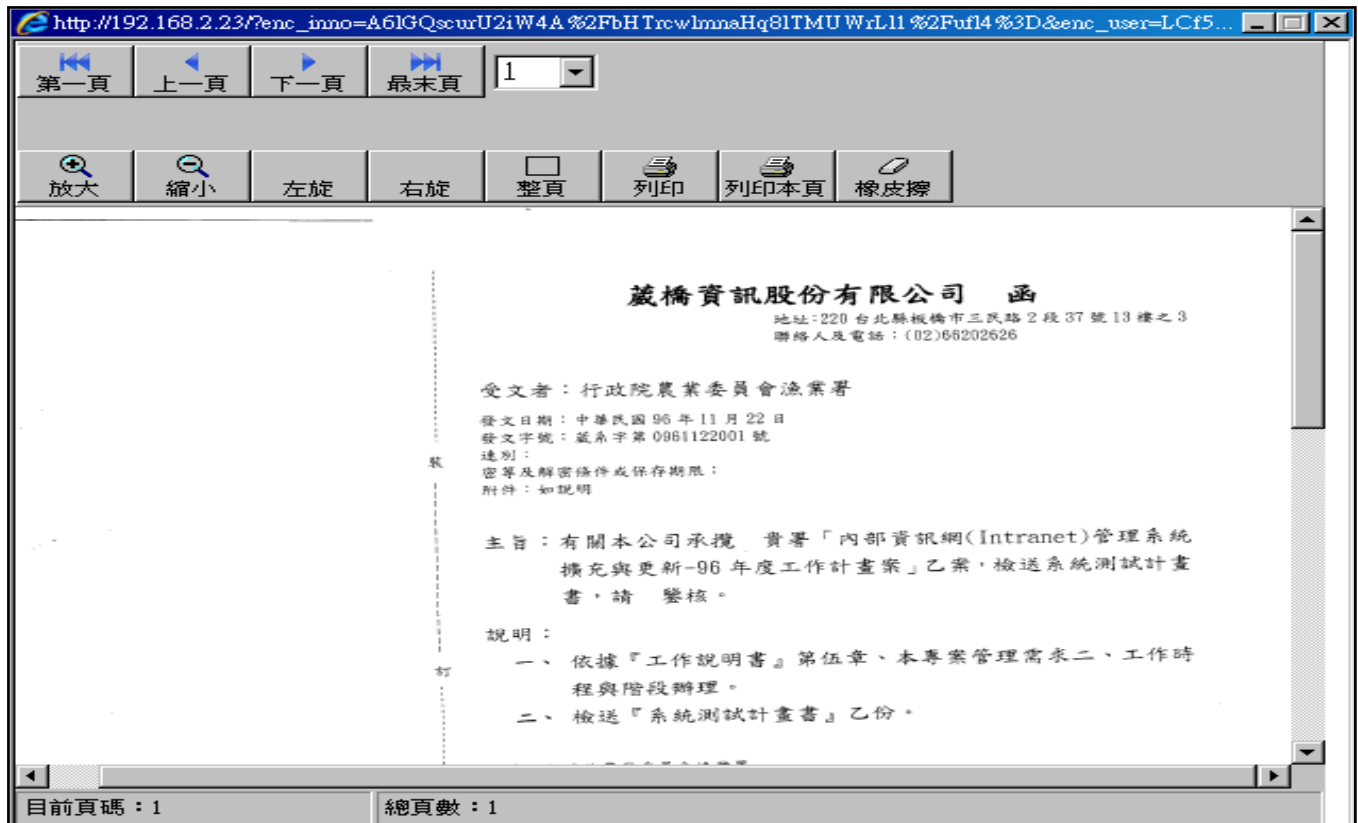 http://192.168.2.23/?enc_inno=A6lGQscurU2iW4A%2FbHTrcwlmnaHq8lTMUWrLl1%2Fufl4%3D&enc_user=LCf5...
第一頁 上一頁 下一頁 最末頁 1
放大 縮小 左旋 右旋 整頁 列印 列印本頁 橡皮擦
葳橋資訊股份有限公司 函
地址:220 台北縣板橋市三民路 2 段 37 號 13 樓之 3
聯絡人及電話：(02)66202626
受文者：行政院農業委員會漁業署
發文日期：中華民國 96 年 11 月 22 日
發文字號：葳系字第 0961122001 號
速別：
裝
密等及解密條件或保存期限：
附件：如說明
主旨：有關本公司承攬 貴署「內部資訊網(Intranet)管理系統
擴充與更新-96 年度工作計畫案」乙案，檢送系統測試計畫
書，請 鑒核。
說明：
一、 依據『工作說明書』第伍章、本專案管理需求二、工作時
訂
程與階段辦理。
二、 檢送『系統測試計畫書』乙份。
目前頁碼：1 總頁數：1